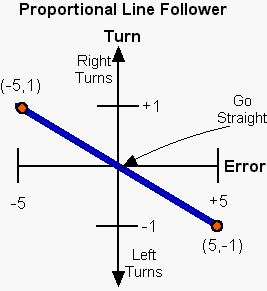 Proportional Line Follower
Turn
Right
Turns
(-5,1)
+1
Go
Straight
Error
-5
+5
-1
(5,-1)
Left
Turns